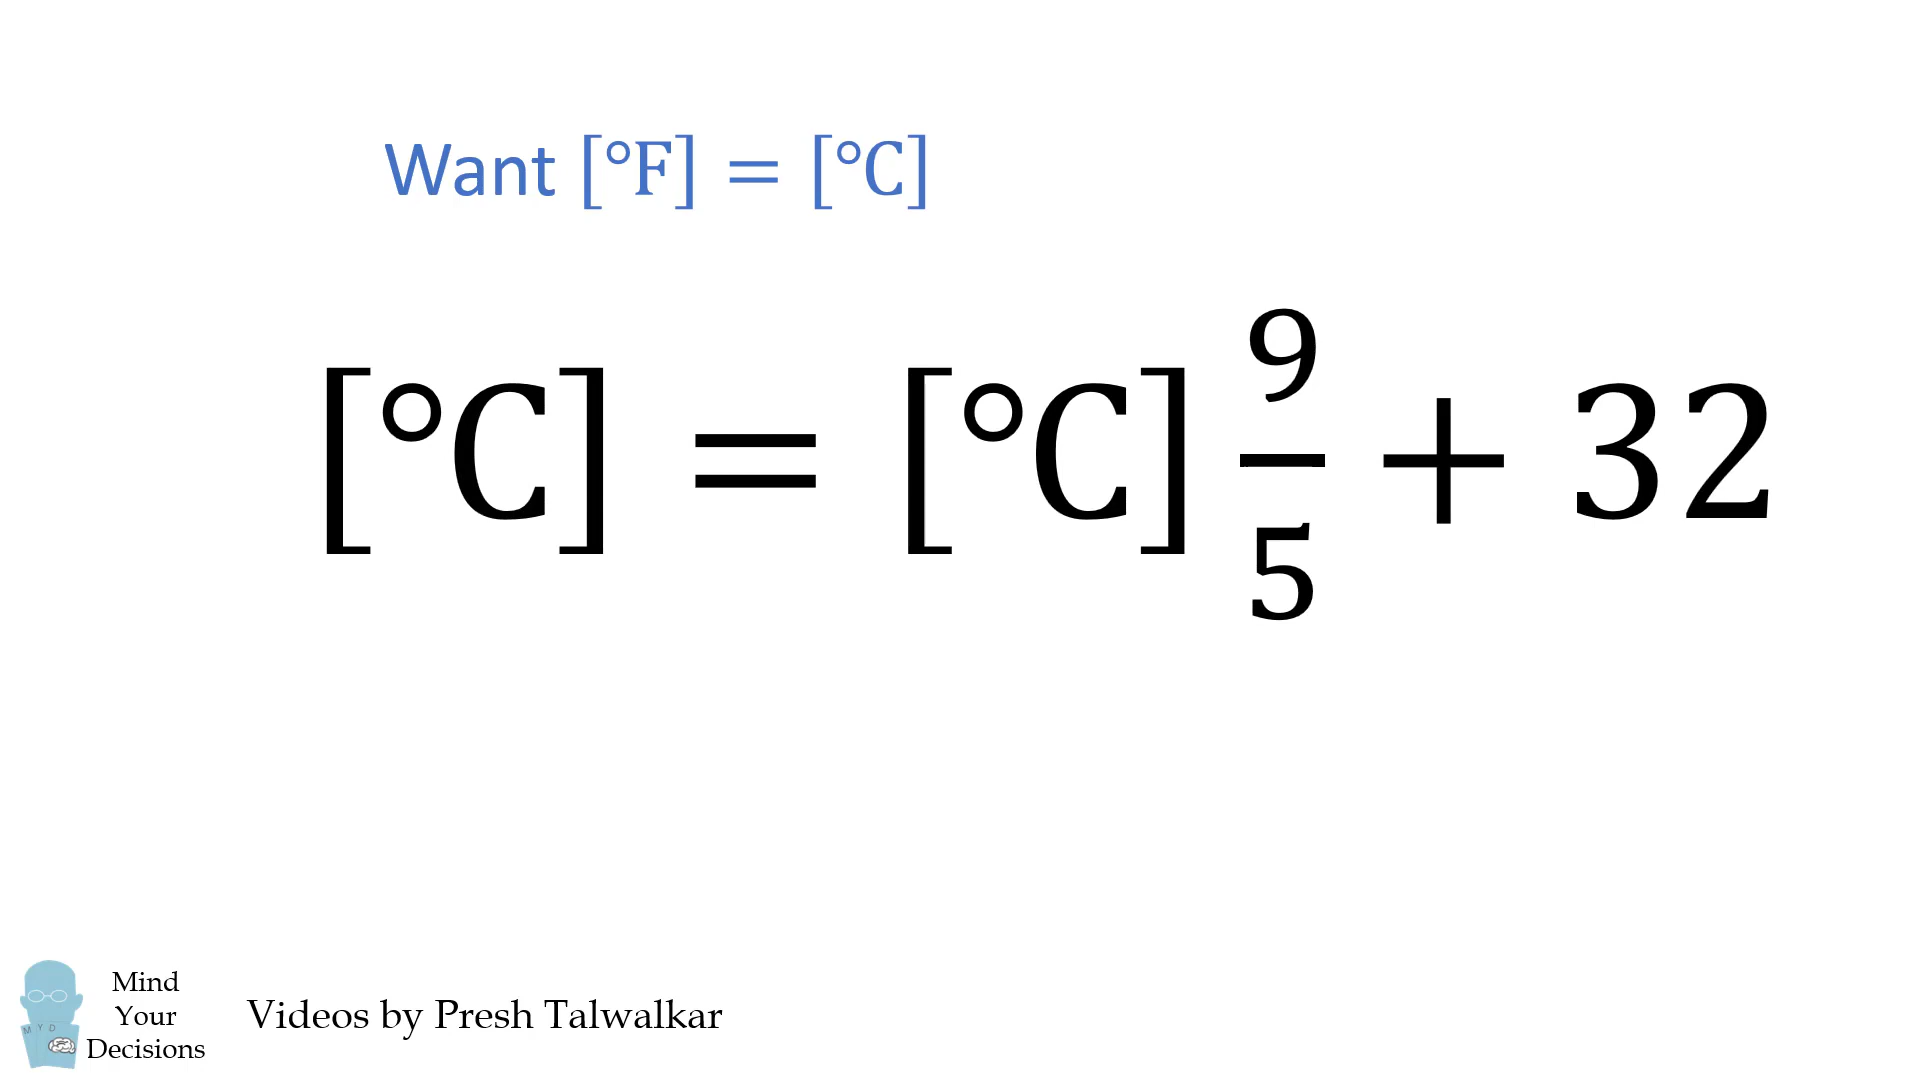 Want [°F] = [°C]
[°C] = [°C] 9/5 + 32
Mind
Your
Decisions
M Y D
Videos by Presh Talwalkar